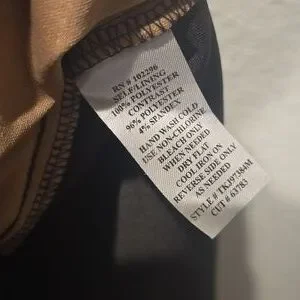 RN # 102296
SELF/LINING
100% POLYESTER
CONTRAST
96% POLYESTER
4% SPANDEX
HAND WASH COLD
USE NON-CHLORINE
BLEACH ONLY
WHEN NEEDED
DRY FLAT
COOL IRON ON
REVERSE SIDE ONLY
AS NEEDED
STYLE # TKJ97384M
CUT # 63783